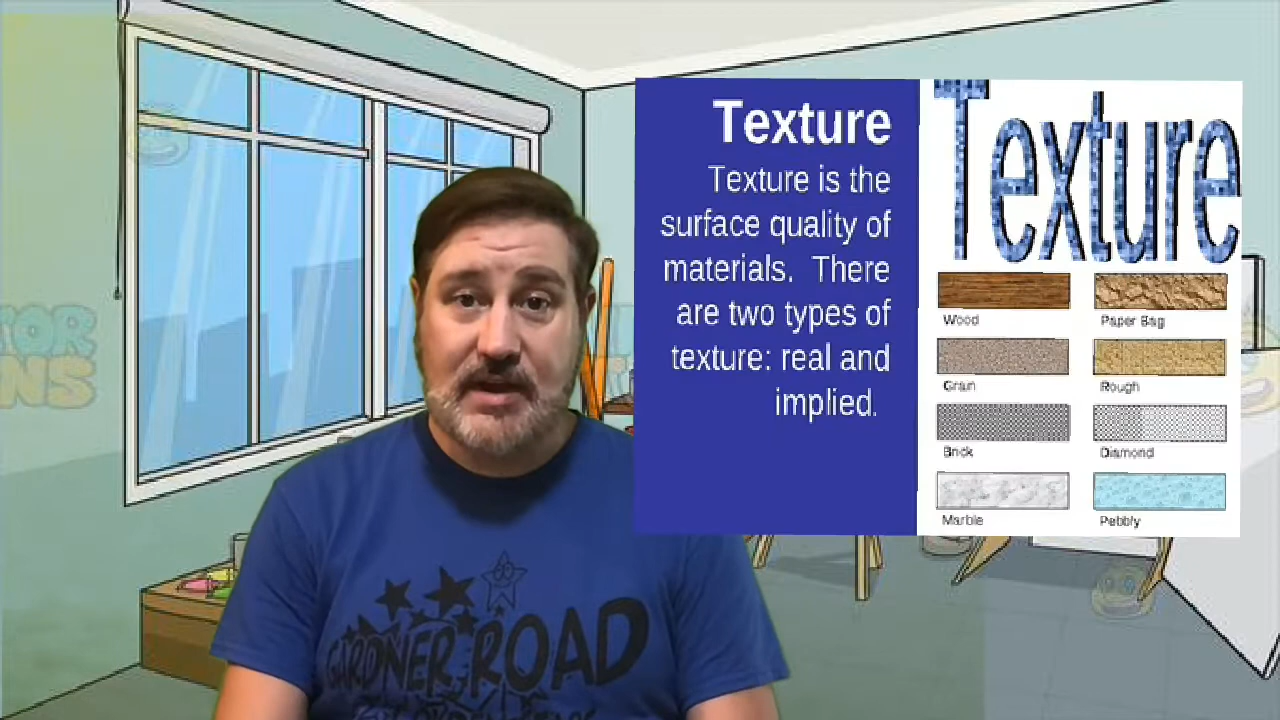 Texture
Texture is the
surface quality of
materials. There
are two types of
texture: real and
implied.
Texture
Wood
Paper Bag
Grain
Rough
Brick
Diamond
Marble
Pebbly
GARDNER ROAD